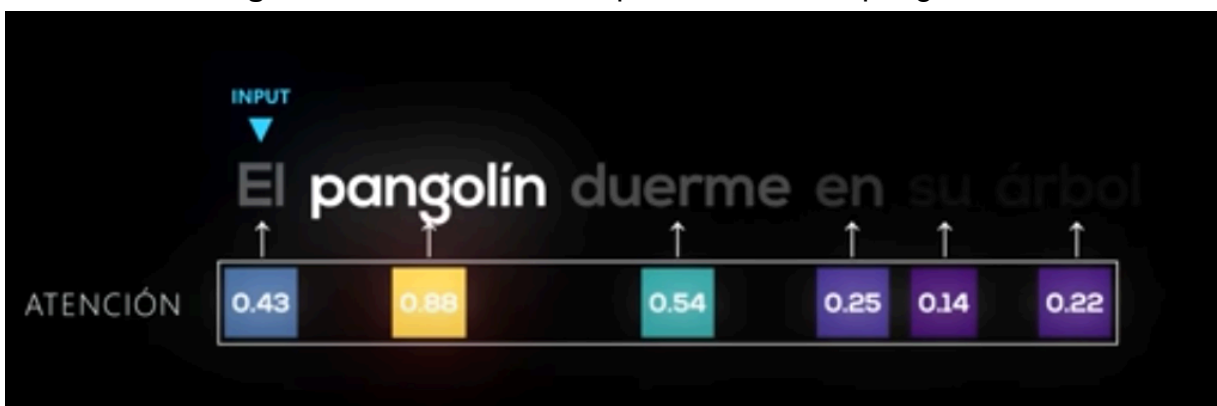 INPUT
El pangolín duerme en su árbol
ATENCIÓN 0.43 0.88 0.54 0.25 0.14 0.22